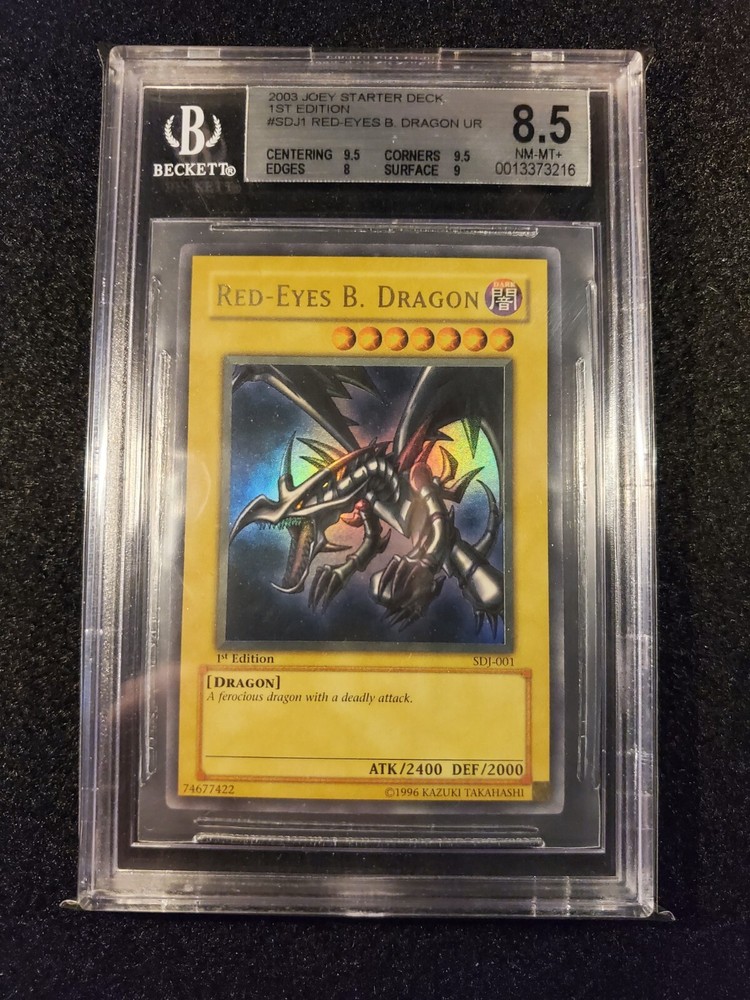 2003 JOEY STARTER DECK
1ST EDITION
#SDJ1 RED-EYES B. DRAGON UR
8.5
NM-MT+
CENTERING 9.5 CORNERS 9.5
EDGES 8 SURFACE 9
0013373216
B
BECKETT®
RED-EYES B. DRAGON
DARK
闇
1st Edition
SDJ-001
[DRAGON]
A ferocious dragon with a deadly attack.
ATK/2400 DEF/2000
74677422
©1996 KAZUKI TAKAHASHI